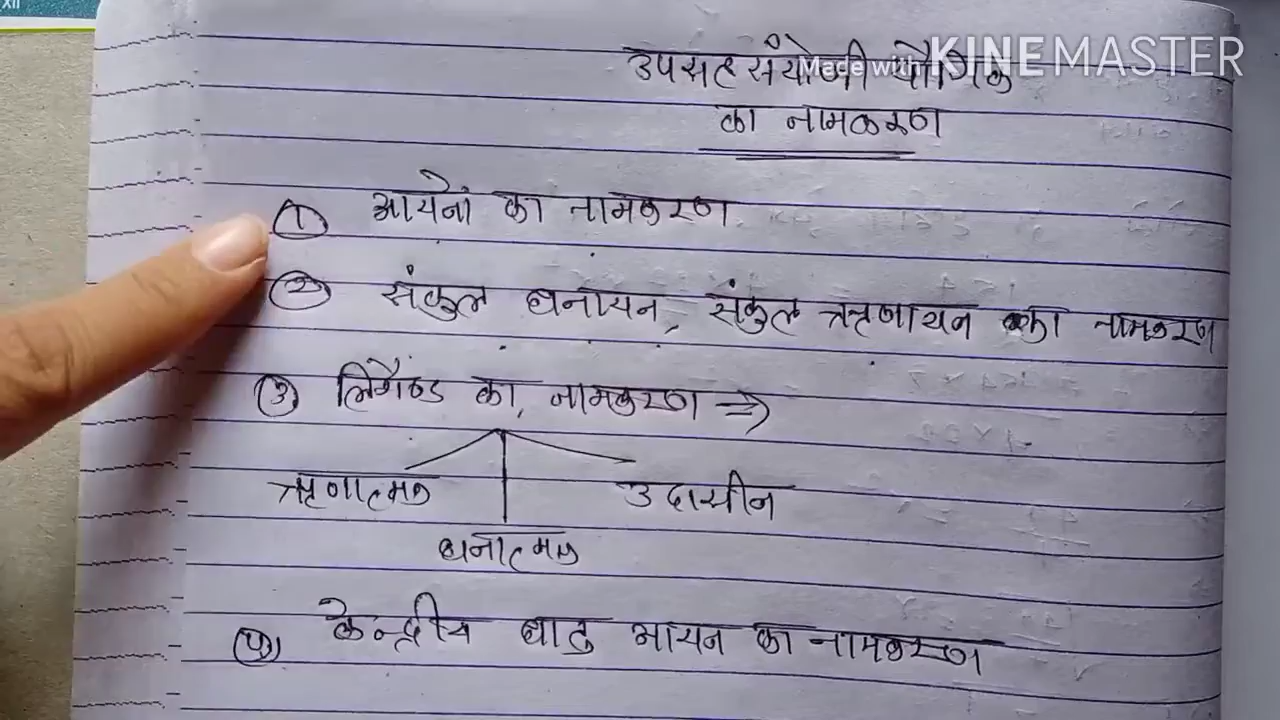 XII
Made with KINEMASTER
उपसह संयोजी यौगिक
का नामकरण
① आयनों का नामकरण
② संकुल धनायन, संकुल ऋणायन का नामकरण
③ लिगेण्ड का नामकरण ⇒
ऋणात्मक उदासीन
धनात्मक
④ केन्द्रीय धातु आयन का नामकरण